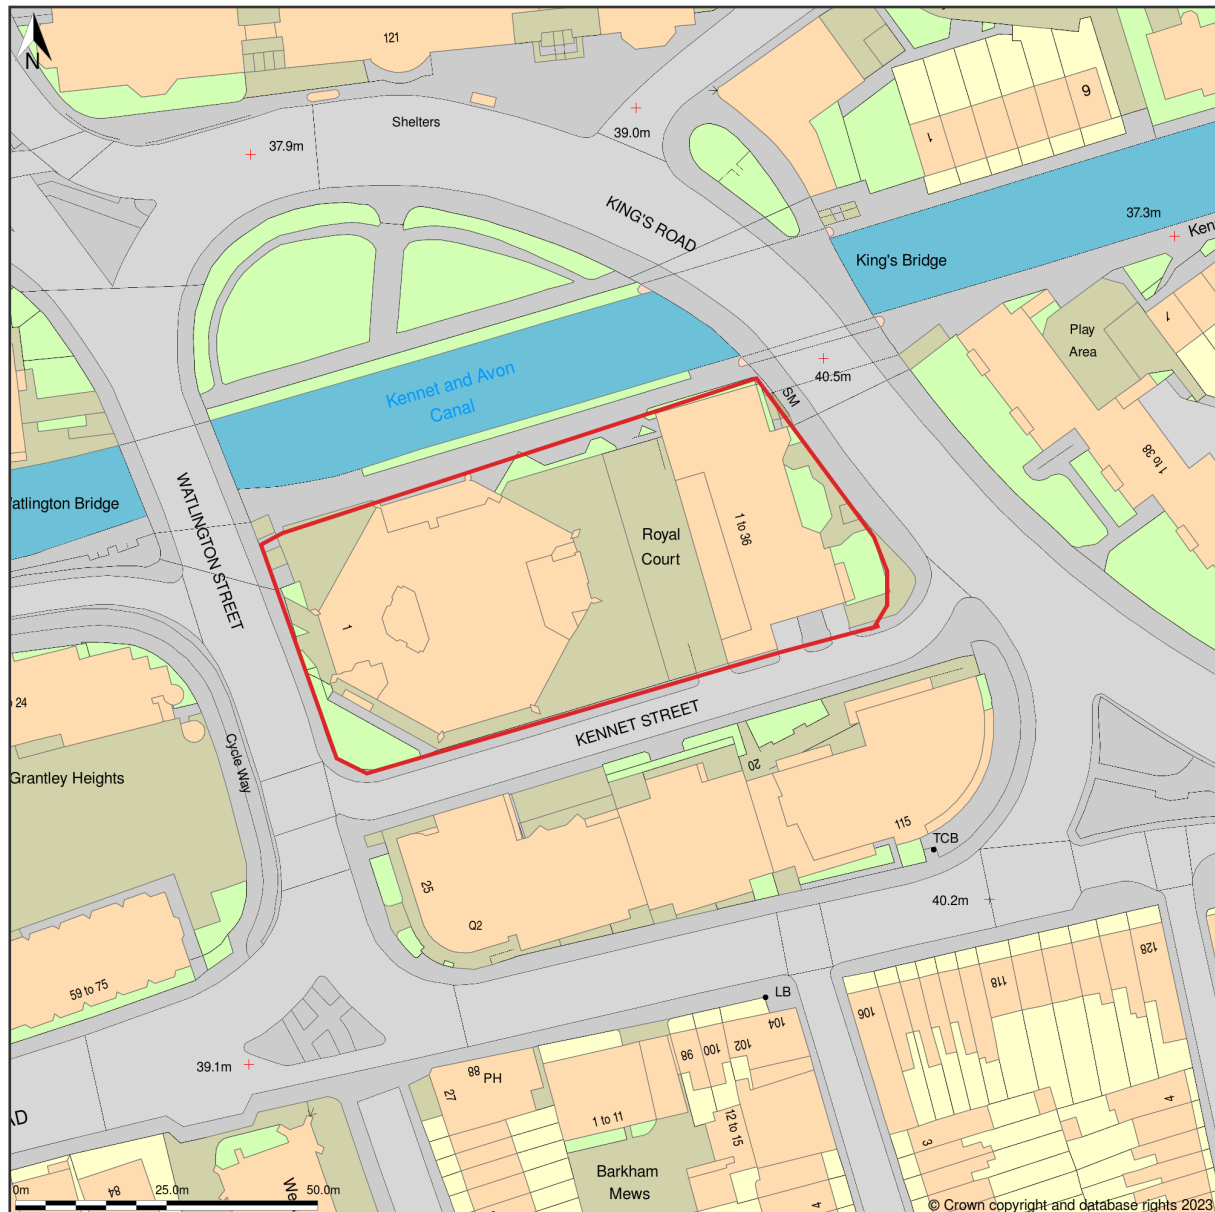 N
121
Shelters
37.9m
39.0m
9
1
KING'S ROAD
37.3m
Ken
King's Bridge
1
Play
Area
40.5m
SM
Kennet and Avon
Canal
1 to 38
WATLINGTON STREET
atlington Bridge
Royal
Court
1 to 36
1
KENNET STREET
24
Cycle Way
Grantley Heights
20
115
TCB
25
Q2
40.2m
59 to 75
LB
104
102
100
98
106
118
128
39.1m
88
PH
27
1 to 11
12 to 15
4
3
AD
Barkham
Mews
4
84
We
0m
25.0m
50.0m
© Crown copyright and database rights 2023